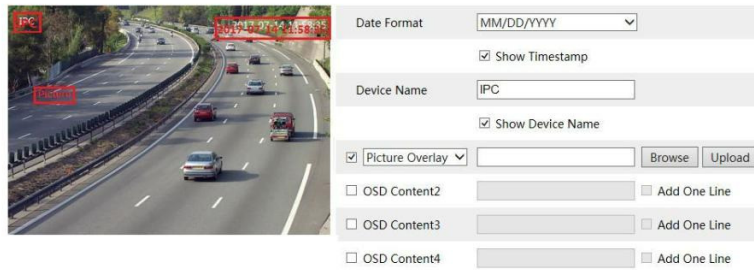 IPC
2017-07-14 11:58:35
Picture
Date Format MM/DD/YYYY
Show Timestamp
Device Name IPC
Show Device Name
Picture Overlay Browse Upload
OSD Content2 Add One Line
OSD Content3 Add One Line
OSD Content4 Add One Line